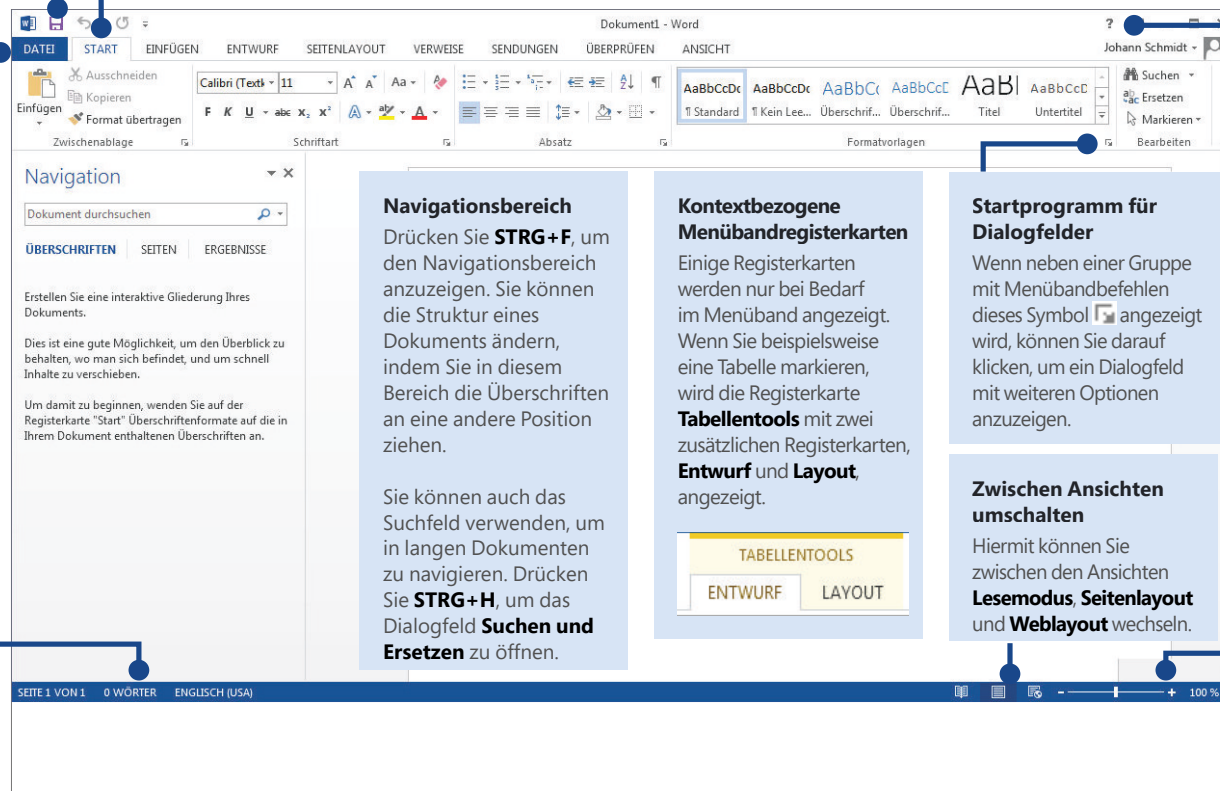 Dokument1 - Word
?
DATEI START EINFÜGEN ENTWURF SEITENLAYOUT VERWEISE SENDUNGEN ÜBERPRÜFEN ANSICHT
Johann Schmidt
Einfügen
Ausschneiden
Kopieren
Format übertragen
Zwischenablage
Calibri (Textk 11
A A Aa
F K U abc X₂ X² A aby A
Schriftart
Absatz
AaBbCcDc AaBbCcDc AaBbCc AaBbCcE AaBl AaBbCcD
¶ Standard ¶ Kein Lee... Überschrif... Überschrif... Titel Untertitel
Formatvorlagen
Suchen
Ersetzen
Markieren
Bearbeiten
Navigation
Dokument durchsuchen
ÜBERSCHRIFTEN SEITEN ERGEBNISSE
Erstellen Sie eine interaktive Gliederung Ihres
Dokuments.
Dies ist eine gute Möglichkeit, um den Überblick zu
behalten, wo man sich befindet, und um schnell
Inhalte zu verschieben.
Um damit zu beginnen, wenden Sie auf der
Registerkarte "Start" Überschriftenformate auf die in
Ihrem Dokument enthaltenen Überschriften an.
Navigationsbereich
Drücken Sie STRG+F, um
den Navigationsbereich
anzuzeigen. Sie können
die Struktur eines
Dokuments ändern,
indem Sie in diesem
Bereich die Überschriften
an eine andere Position
ziehen.
Sie können auch das
Suchfeld verwenden, um
in langen Dokumenten
zu navigieren. Drücken
Sie STRG+H, um das
Dialogfeld Suchen und
Ersetzen zu öffnen.
Kontextbezogene
Menübandregisterkarten
Einige Registerkarten
werden nur bei Bedarf
im Menüband angezeigt.
Wenn Sie beispielsweise
eine Tabelle markieren,
wird die Registerkarte
Tabellentools mit zwei
zusätzlichen Registerkarten,
Entwurf und Layout,
angezeigt.
TABELLENTOOLS
ENTWURF LAYOUT
Startprogramm für
Dialogfelder
Wenn neben einer Gruppe
mit Menübandbefehlen
dieses Symbol angezeigt
wird, können Sie darauf
klicken, um ein Dialogfeld
mit weiteren Optionen
anzuzeigen.
Zwischen Ansichten
umschalten
Hiermit können Sie
zwischen den Ansichten
Lesemodus, Seitenlayout
und Weblayout wechseln.
SEITE 1 VON 1 0 WÖRTER ENGLISCH (USA)
- + 100 %